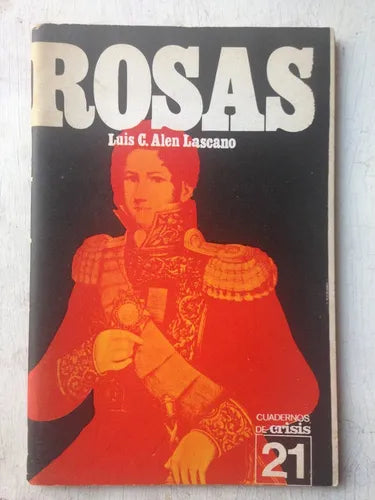 ROSAS
Luis C. Alen Lascano
CUADERNOS
DE crisis
21